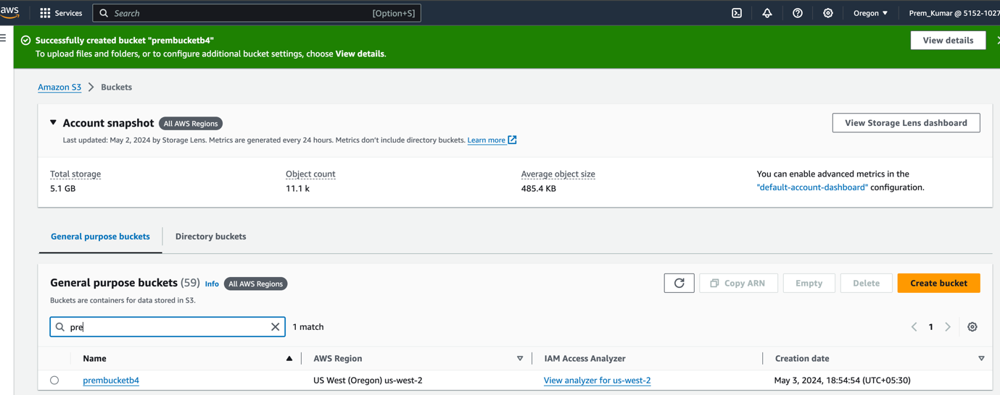 aws Services Search [Option+S] Oregon ▼ Prem_Kumar @ 5152-1027
Successfully created bucket "prembucketb4"
To upload files and folders, or to configure additional bucket settings, choose View details.
View details
Amazon S3 > Buckets
Account snapshot All AWS Regions
View Storage Lens dashboard
Last updated: May 2, 2024 by Storage Lens. Metrics are generated every 24 hours. Metrics don't include directory buckets. Learn more
Total storage Object count Average object size You can enable advanced metrics in the
5.1 GB 11.1 k 485.4 KB "default-account-dashboard" configuration.
General purpose buckets Directory buckets
General purpose buckets (59) Info All AWS Regions
Copy ARN Empty Delete Create bucket
Buckets are containers for data stored in S3.
pre 1 match 1
Name AWS Region IAM Access Analyzer Creation date
prembucketb4 US West (Oregon) us-west-2 View analyzer for us-west-2 May 3, 2024, 18:54:54 (UTC+05:30)